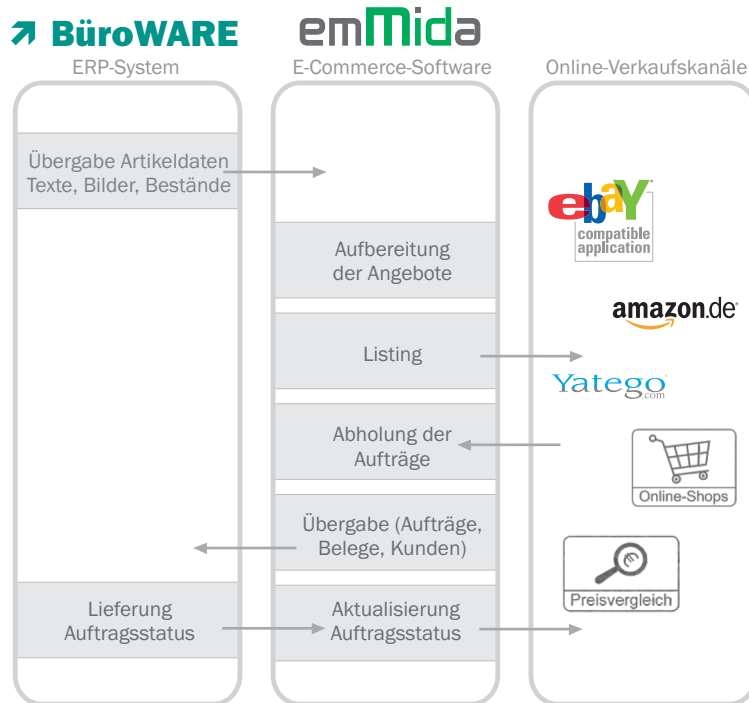 BüroWARE
emMida
ERP-System
E-Commerce-Software
Online-Verkaufskanäle
Übergabe Artikeldaten
Texte, Bilder, Bestände
ebaY
compatible
application
Aufbereitung
der Angebote
amazon.de
Listing
Yatego
.com
Abholung der
Aufträge
Online-Shops
Übergabe (Aufträge,
Belege, Kunden)
Preisvergleich
Lieferung
Auftragsstatus
Aktualisierung
Auftragsstatus